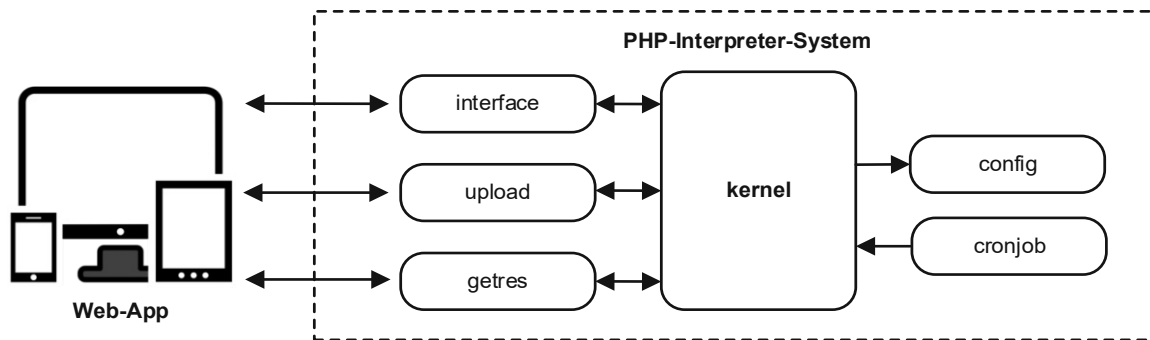 PHP-Interpreter-System
interface
upload
kernel
config
getres
cronjob
Web-App